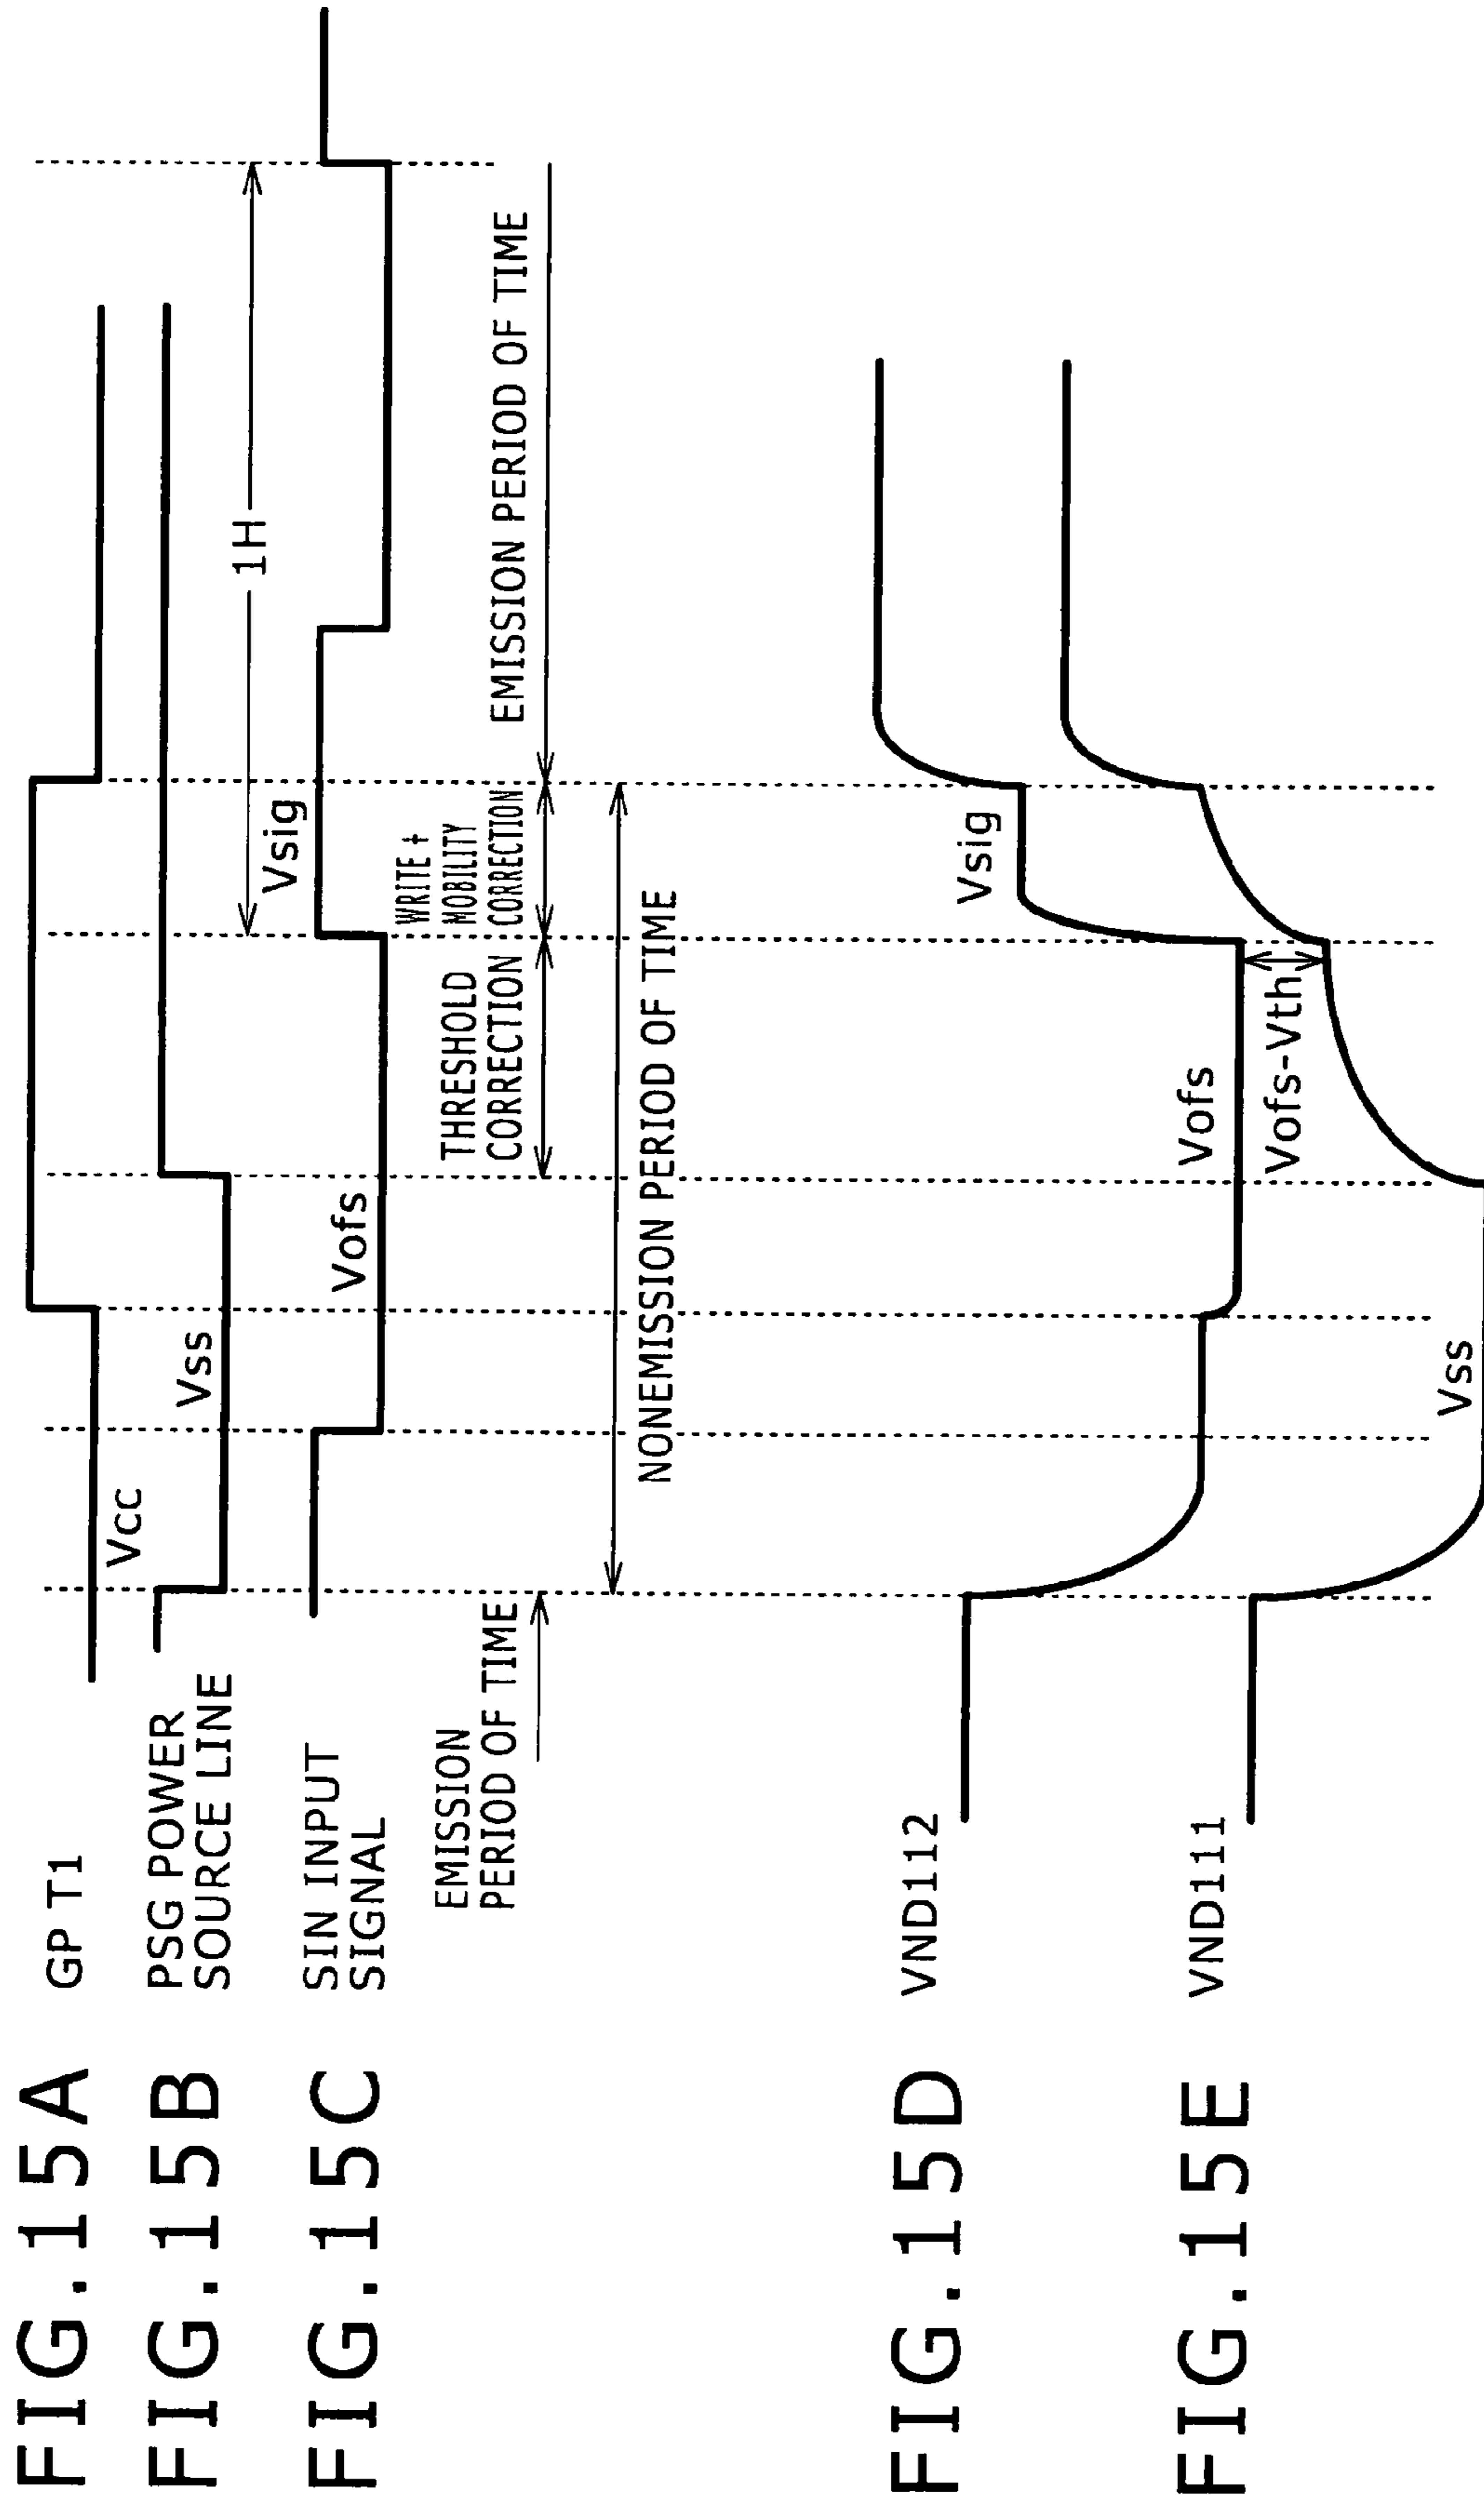 FIG.15A
GP T1
FIG.15B
PSG POWER
SOURCE LINE
Vcc
Vss
1H
FIG.15C
SIN INPUT
SIGNAL
Vofs
Vsig
EMISSION
PERIOD OF TIME
THRESHOLD
CORRECTION
WRITE+
MOBILITY
CORRECTION
EMISSION PERIOD OF TIME
NONEMISSION PERIOD OF TIME
FIG.15D
VND112
Vofs
Vsig
FIG.15E
VND111
Vofs-Vth
Vss